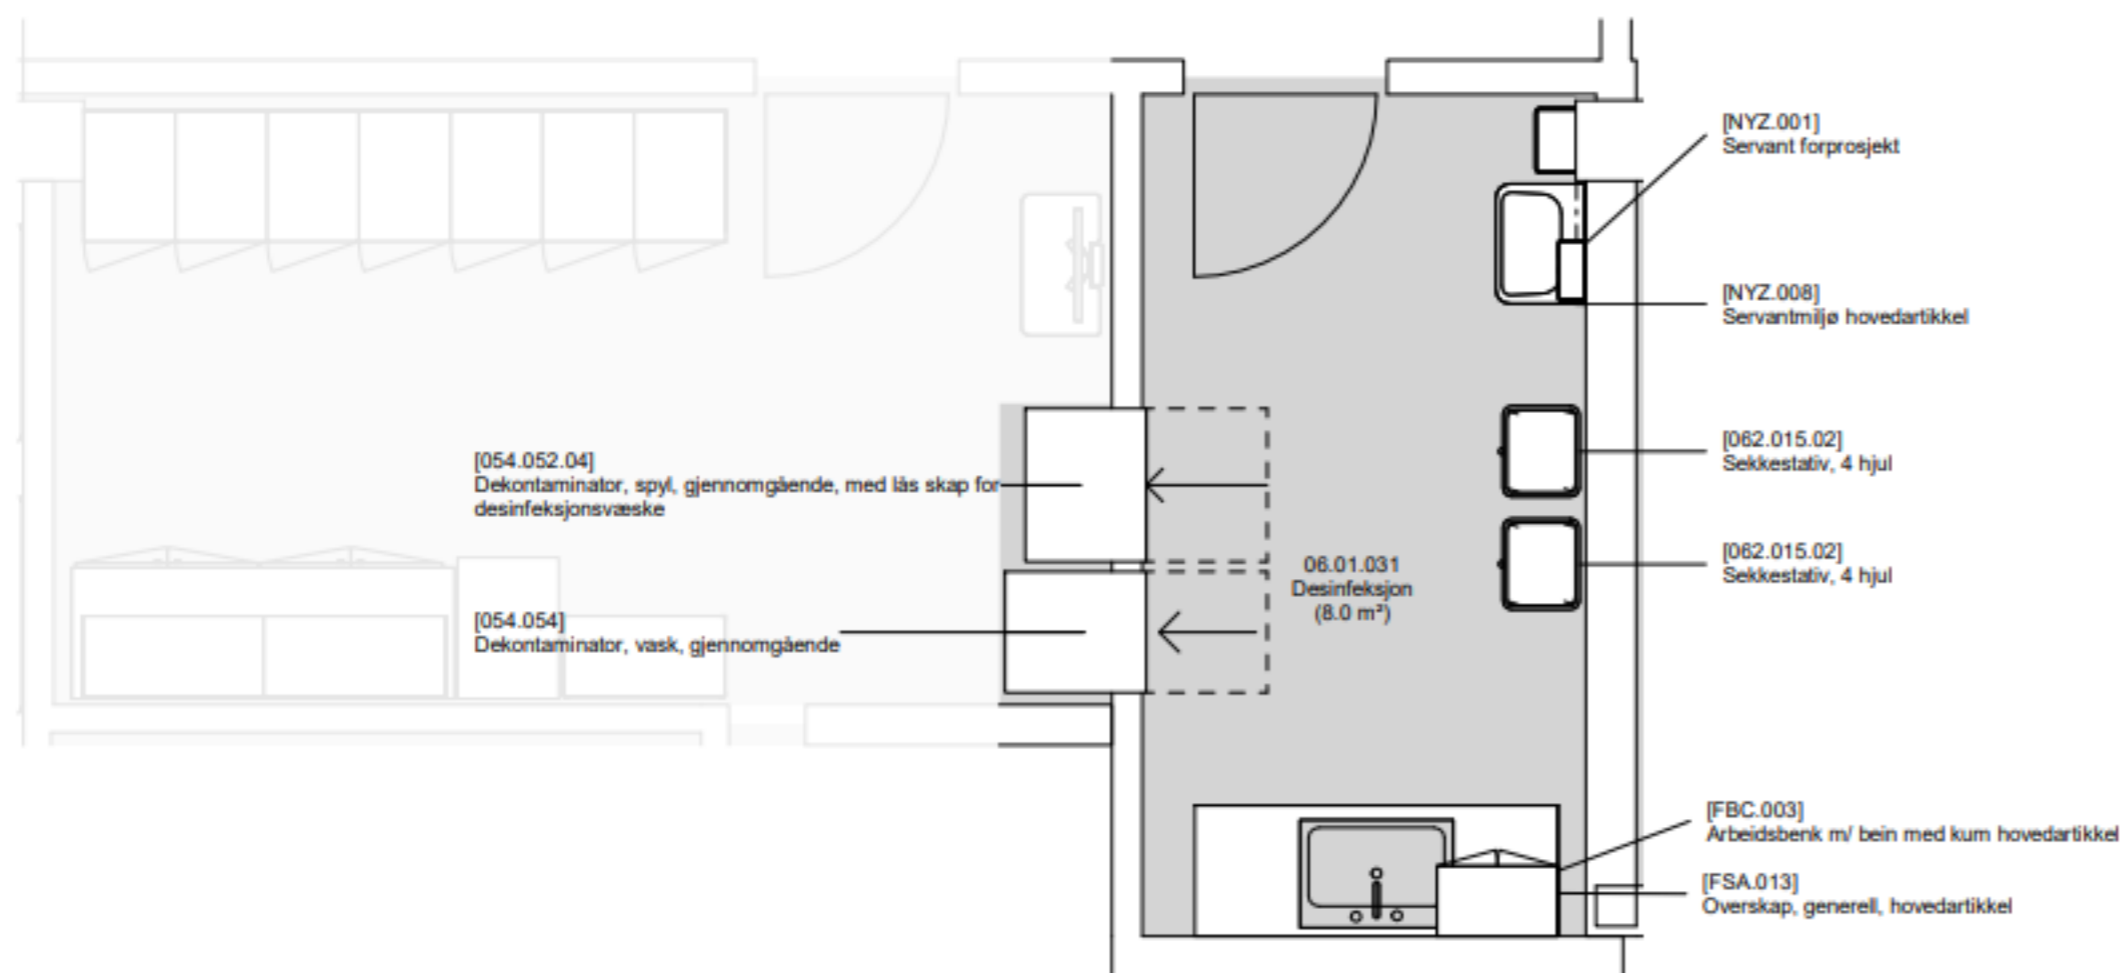 [NYZ.001]
Servant forprosjekt
[NYZ.008]
Servantmiljø hovedartikkel
[054.052.04]
Dekontaminator, spyl, gjennomgående, med lås skap for
desinfeksjonsvæske
[062.015.02]
Sekkestativ, 4 hjul
06.01.031
Desinfeksjon
(8.0 m²)
[062.015.02]
Sekkestativ, 4 hjul
[054.054]
Dekontaminator, vask, gjennomgående
[FBC.003]
Arbeidsbenk m/ bein med kum hovedartikkel
[FSA.013]
Overskap, generell, hovedartikkel